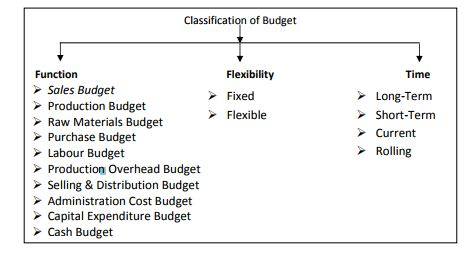 Classification of Budget
Function
➢ Sales Budget
➢ Production Budget
➢ Raw Materials Budget
➢ Purchase Budget
➢ Labour Budget
➢ Production Overhead Budget
➢ Selling & Distribution Budget
➢ Administration Cost Budget
➢ Capital Expenditure Budget
➢ Cash Budget
Flexibility
➢ Fixed
➢ Flexible
Time
➢ Long-Term
➢ Short-Term
➢ Current
➢ Rolling